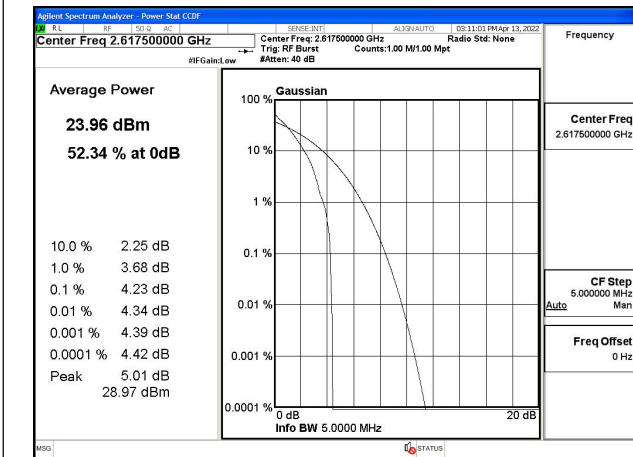 Agilent Spectrum Analyzer - Power Stat CCDF
RL RF 50 Ω AC SENSE:INT ALIGN AUTO 03:11:01 PM Apr 13, 2022
Center Freq 2.617500000 GHz
Center Freq: 2.617500000 GHz Radio Std: None
Trig: RF Burst Counts:1.00 M/1.00 Mpt
#IFGain:Low #Atten: 40 dB
Frequency
Average Power
23.96 dBm
52.34 % at 0dB
10.0 % 2.25 dB
1.0 % 3.68 dB
0.1 % 4.23 dB
0.01 % 4.34 dB
0.001 % 4.39 dB
0.0001 % 4.42 dB
Peak 5.01 dB
28.97 dBm
Gaussian
100 %
10 %
1 %
0.1 %
0.01 %
0.001 %
0.0001 %
0 dB 20 dB
Info BW 5.0000 MHz
Center Freq
2.617500000 GHz
CF Step
5.000000 MHz
Auto Man
Freq Offset
0 Hz
MSG STATUS